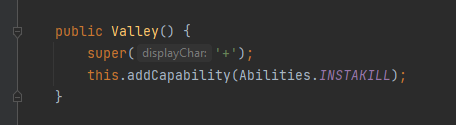 public Valley() {
super( displayChar: '+');
this.addCapability(Abilities.INSTAKILL);
}